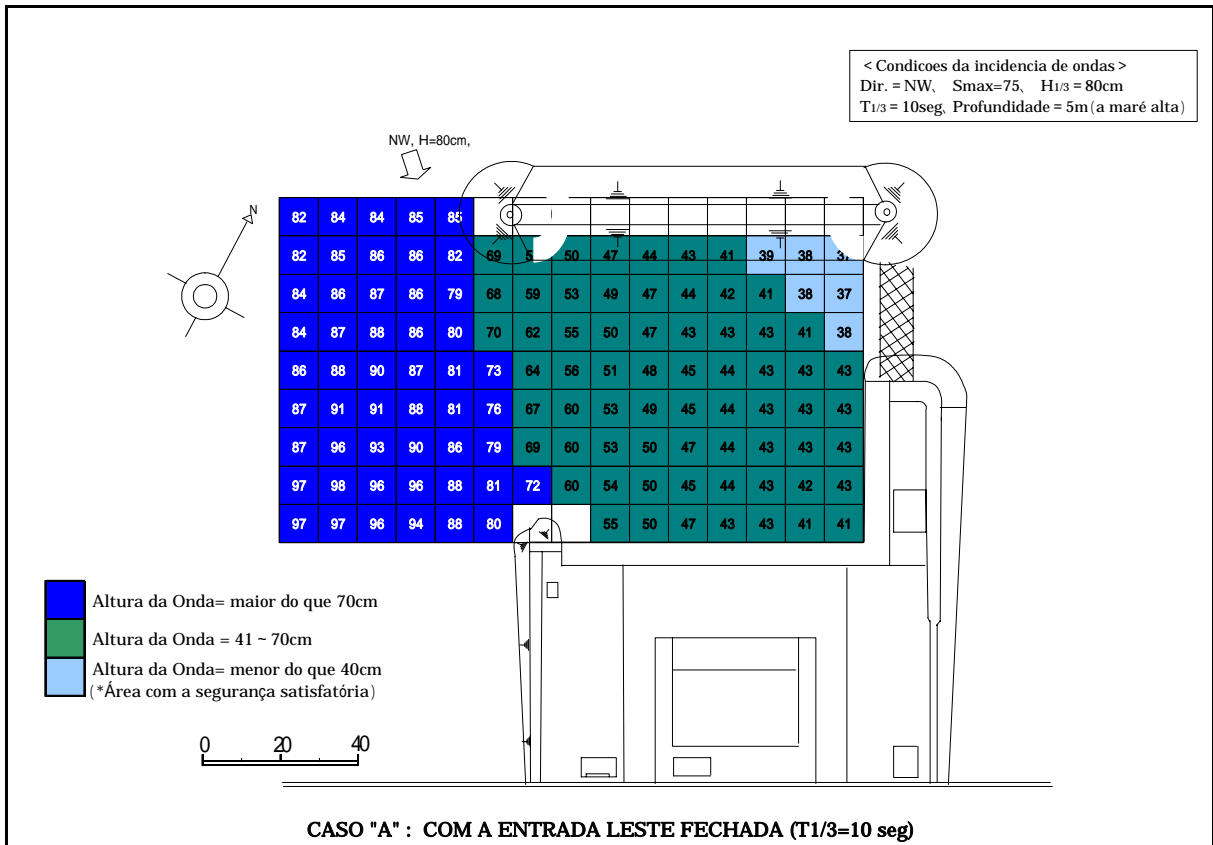 < Condicoes da incidencia de ondas >
Dir. = NW、 Smax=75、 H1/3 = 80cm
T1/3 = 10seg、Profundidade = 5m(a maré alta)
NW, H=80cm,
N
82 84 84 85 85
82 85 86 86 82 69 50 47 44 43 41 39 38
84 86 87 86 79 68 59 53 49 47 44 42 41 38 37
84 87 88 86 80 70 62 55 50 47 43 43 43 41 38
86 88 90 87 81 73 64 56 51 48 45 44 43 43 43
87 91 91 88 81 76 67 60 53 49 45 44 43 43 43
87 96 93 90 86 79 69 60 53 50 47 44 43 43 43
97 98 96 96 88 81 72 60 54 50 45 44 43 42 43
97 97 96 94 88 80 55 50 47 43 43 41 41
Altura da Onda= maior do que 70cm
Altura da Onda = 41 ~ 70cm
Altura da Onda= menor do que 40cm
(*Área com a segurança satisfatória)
0 20 40
CASO "A" : COM A ENTRADA LESTE FECHADA (T1/3=10 seg)